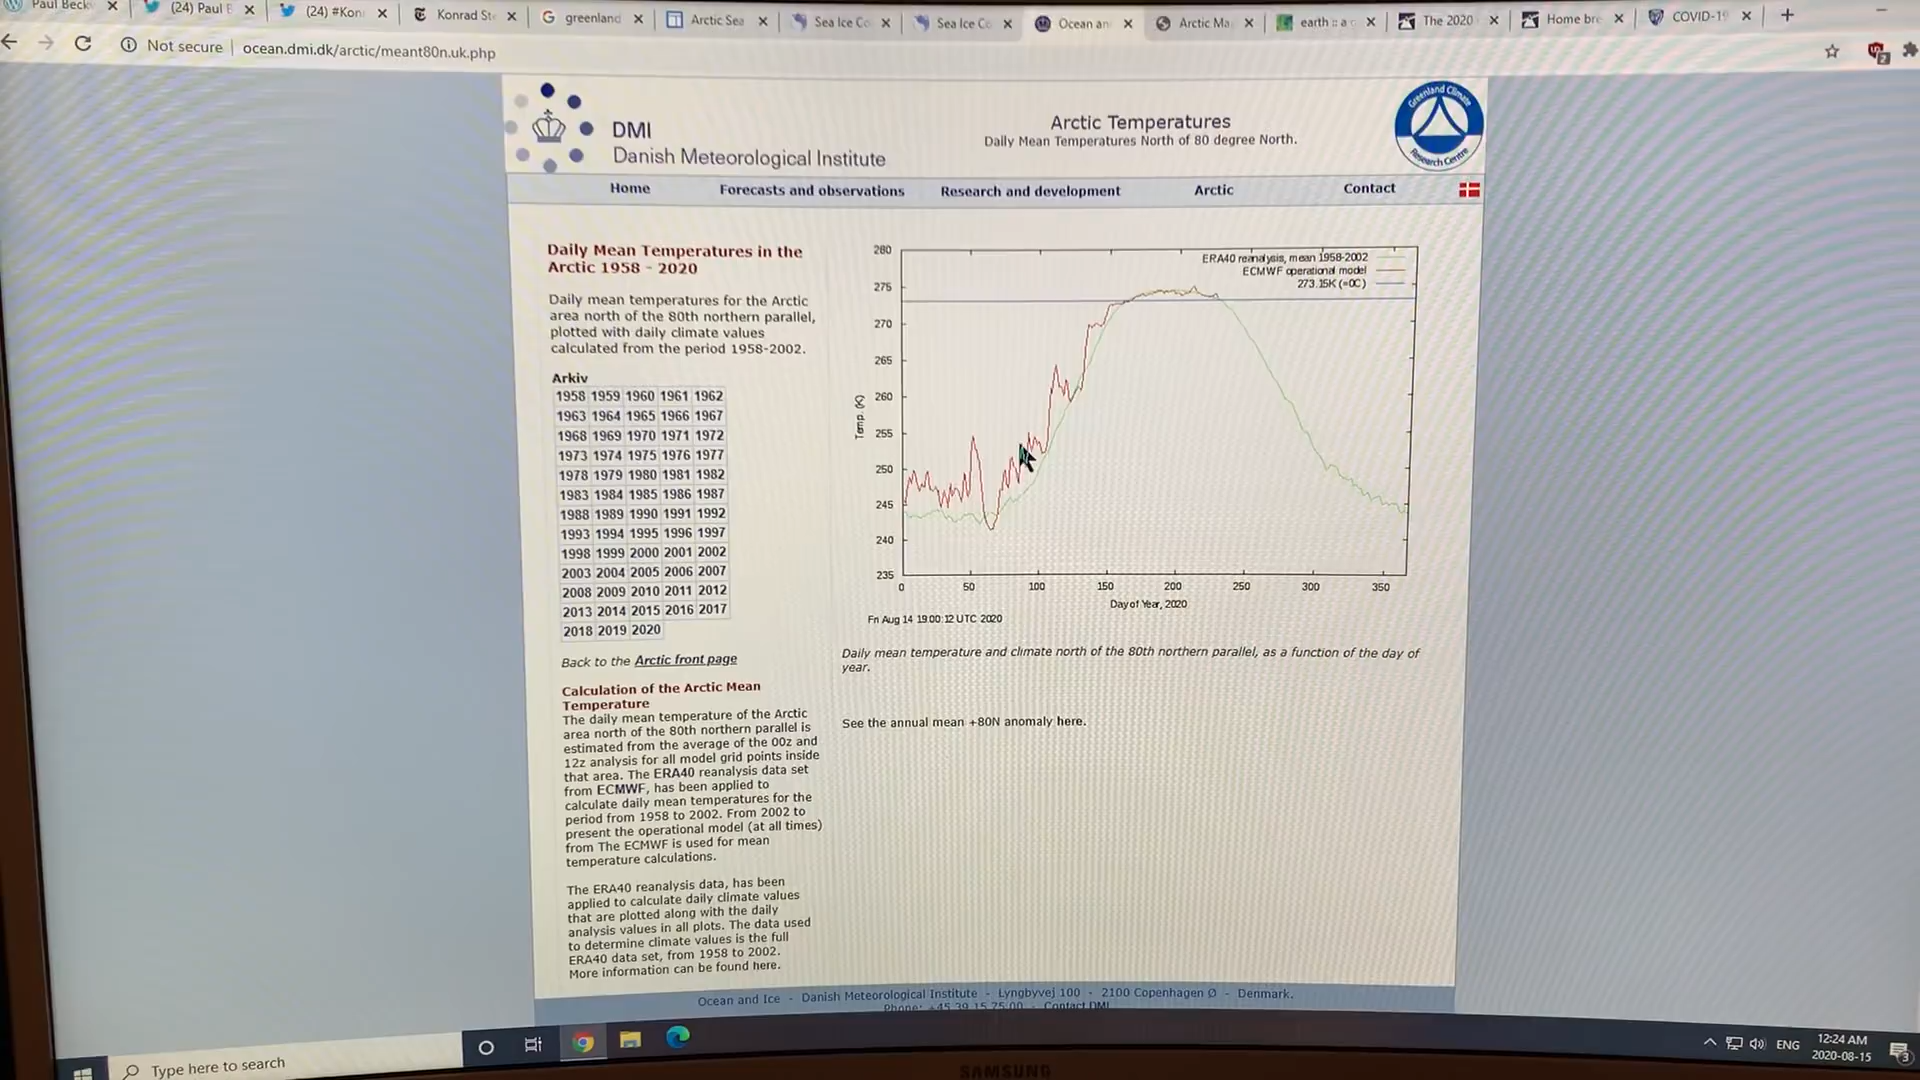 Paul Beck
(24) Paul B
(24) #Kon
Konrad St
greenland
Arctic Sea
Sea Ice Co
Sea Ice Co
Ocean an
Arctic Ma
earth :: a
The 2020
Home bre
COVID-19
Not secure | ocean.dmi.dk/arctic/meant80n.uk.php
2
DMI
Danish Meteorological Institute
Arctic Temperatures
Daily Mean Temperatures North of 80 degree North.
Greenland Climate
Research Centre
Home Forecasts and observations Research and development Arctic Contact
Daily Mean Temperatures in the
Arctic 1958 - 2020
Daily mean temperatures for the Arctic
area north of the 80th northern parallel,
plotted with daily climate values
calculated from the period 1958-2002.
Arkiv
1958 1959 1960 1961 1962
1963 1964 1965 1966 1967
1968 1969 1970 1971 1972
1973 1974 1975 1976 1977
1978 1979 1980 1981 1982
1983 1984 1985 1986 1987
1988 1989 1990 1991 1992
1993 1994 1995 1996 1997
1998 1999 2000 2001 2002
2003 2004 2005 2006 2007
2008 2009 2010 2011 2012
2013 2014 2015 2016 2017
2018 2019 2020
Back to the Arctic front page
Calculation of the Arctic Mean
Temperature
The daily mean temperature of the Arctic
area north of the 80th northern parallel is
estimated from the average of the 00z and
12z analysis for all model grid points inside
that area. The ERA40 reanalysis data set
from ECMWF, has been applied to
calculate daily mean temperatures for the
period from 1958 to 2002. From 2002 to
present the operational model (at all times)
from The ECMWF is used for mean
temperature calculations.
The ERA40 reanalysis data, has been
applied to calculate daily climate values
that are plotted along with the daily
analysis values in all plots. The data used
to determine climate values is the full
ERA40 data set, from 1958 to 2002.
More information can be found here.
ERA40 reanalysis, mean 1958-2002
ECMWF operational model
273.15K (=0C)
280
275
270
265
260
255
250
245
240
235
Temp. (K)
0 50 100 150 200 250 300 350
Day of Year, 2020
Fri Aug 14 19:00:12 UTC 2020
Daily mean temperature and climate north of the 80th northern parallel, as a function of the day of
year.
See the annual mean +80N anomaly here.
Ocean and Ice - Danish Meteorological Institute - Lyngbyvej 100 - 2100 Copenhagen Ø - Denmark.
Phone: +45 39 15 75 00 - Contact DMI
Type here to search
ENG
12:24 AM
2020-08-15
3
SAMSUNG